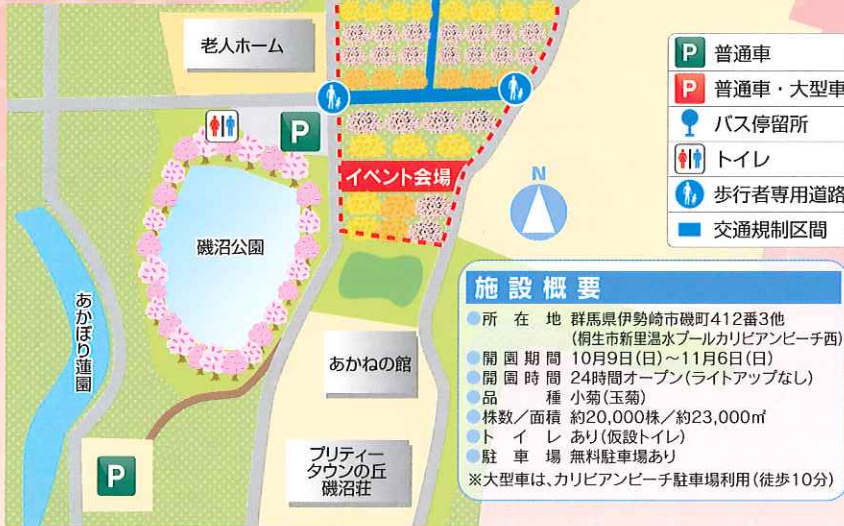 老人ホーム
P
イベント会場
磯沼公園
あかぼり蓮園
あかねの館
プリティー
タウンの丘
磯沼荘
P
N
P 普通車
P 普通車・大型車
バス停留所
トイレ
歩行者専用道路
交通規制区間
施設概要
所在地 群馬県伊勢崎市磯町412番3他
(桐生市新里温水プールカリビアンビーチ西)
開園期間 10月9日(日)~11月6日(日)
開園時間 24時間オープン(ライトアップなし)
品種 小菊(玉菊)
株数/面積 約20,000株/約23,000㎡
トイレ あり(仮設トイレ)
駐車場 無料駐車場あり
※大型車は、カリビアンビーチ駐車場利用(徒歩10分)